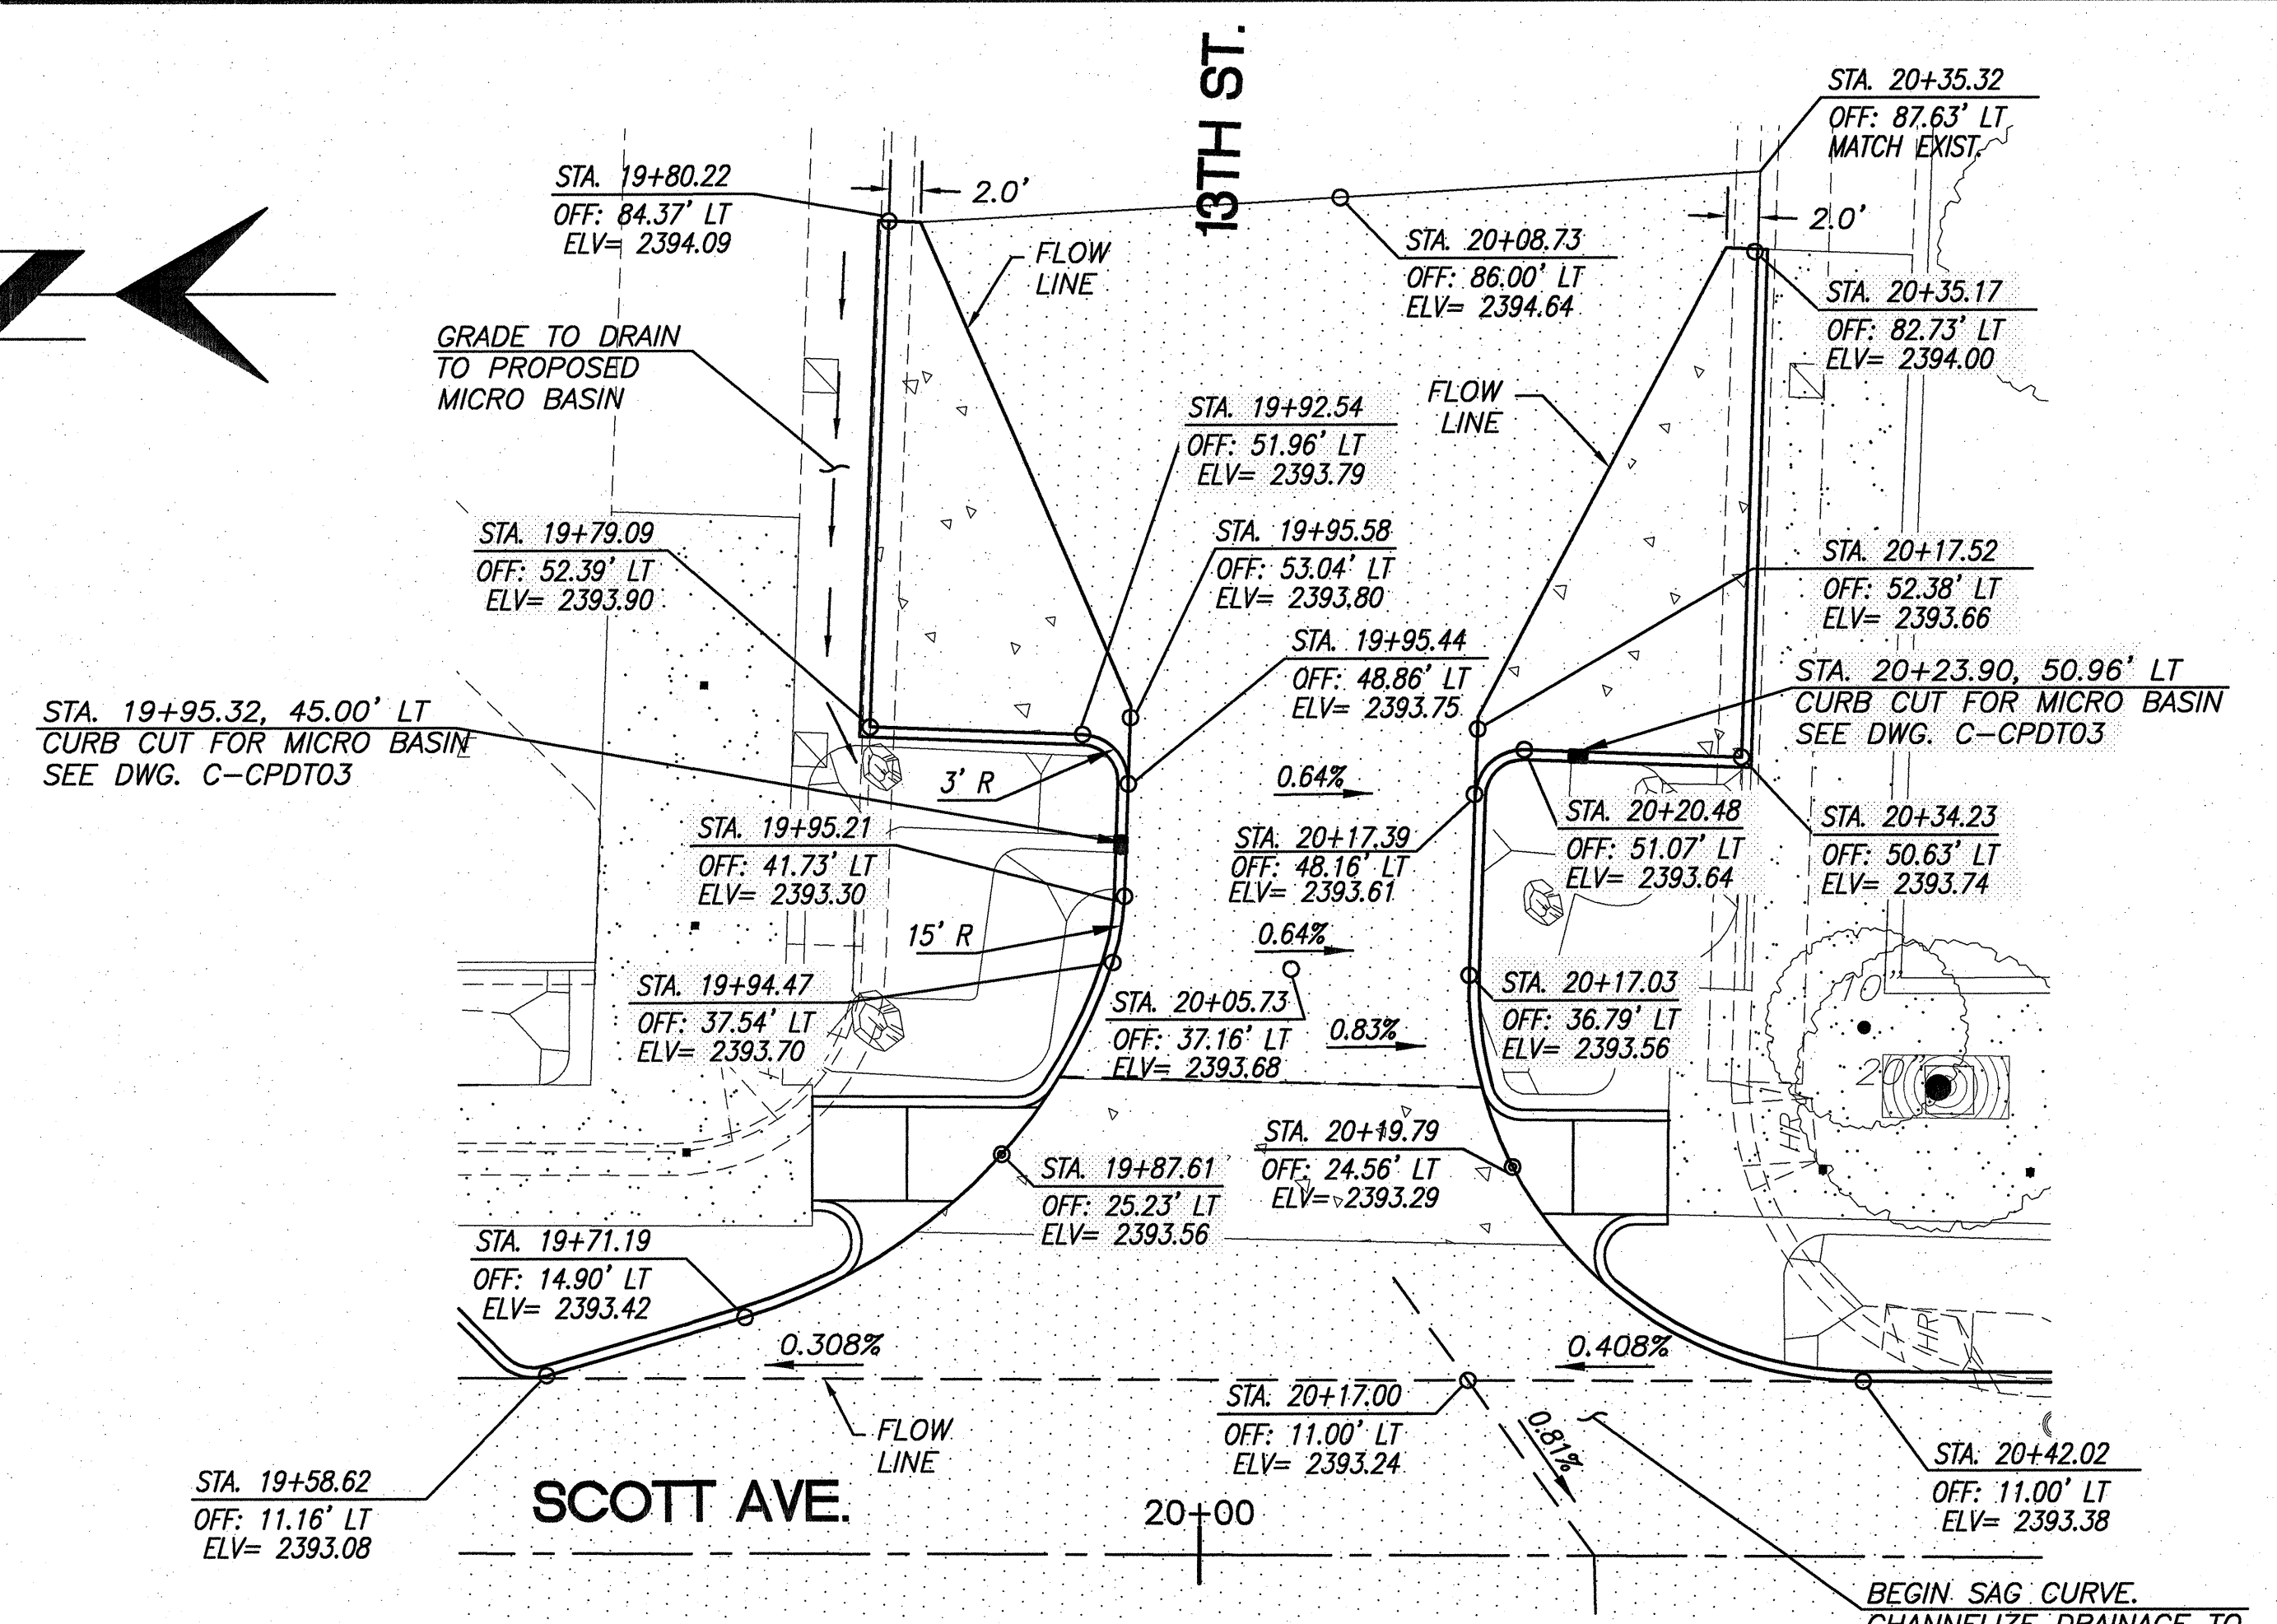 13TH ST.
STA. 20+35.32
OFF: 87.63' LT
MATCH EXIST.
STA. 19+80.22
OFF: 84.37' LT
ELV= 2394.09
2.0'
2.0'
FLOW
LINE
STA. 20+08.73
OFF: 86.00' LT
ELV= 2394.64
STA. 20+35.17
OFF: 82.73' LT
ELV= 2394.00
GRADE TO DRAIN
TO PROPOSED
MICRO BASIN
STA. 19+92.54
OFF: 51.96' LT
ELV= 2393.79
FLOW
LINE
STA. 19+79.09
OFF: 52.39' LT
ELV= 2393.90
STA. 19+95.58
OFF: 53.04' LT
ELV= 2393.80
STA. 20+17.52
OFF: 52.38' LT
ELV= 2393.66
STA. 19+95.44
OFF: 48.86' LT
ELV= 2393.75
STA. 20+23.90, 50.96' LT
CURB CUT FOR MICRO BASIN
SEE DWG. C-CPDT03
STA. 19+95.32, 45.00' LT
CURB CUT FOR MICRO BASIN
SEE DWG. C-CPDT03
3' R
0.64%
STA. 19+95.21
OFF: 41.73' LT
ELV= 2393.30
STA. 20+17.39
OFF: 48.16' LT
ELV= 2393.61
STA. 20+20.48
OFF: 51.07' LT
ELV= 2393.64
STA. 20+34.23
OFF: 50.63' LT
ELV= 2393.74
15' R
0.64%
STA. 19+94.47
OFF: 37.54' LT
ELV= 2393.70
STA. 20+05.73
OFF: 37.16' LT
ELV= 2393.68
0.83%
STA. 20+17.03
OFF: 36.79' LT
ELV= 2393.56
10"
20"
HR
STA. 20+19.79
OFF: 24.56' LT
ELV= 2393.29
STA. 19+87.61
OFF: 25.23' LT
ELV= 2393.56
STA. 19+71.19
OFF: 14.90' LT
ELV= 2393.42
0.308%
0.408%
HR
FLOW
LINE
STA. 20+17.00
OFF: 11.00' LT
ELV= 2393.24
0.81%
STA. 20+42.02
OFF: 11.00' LT
ELV= 2393.38
STA. 19+58.62
OFF: 11.16' LT
ELV= 2393.08
SCOTT AVE.
20+00
BEGIN SAG CURVE.
CHANNELIZE DRAINAGE TO